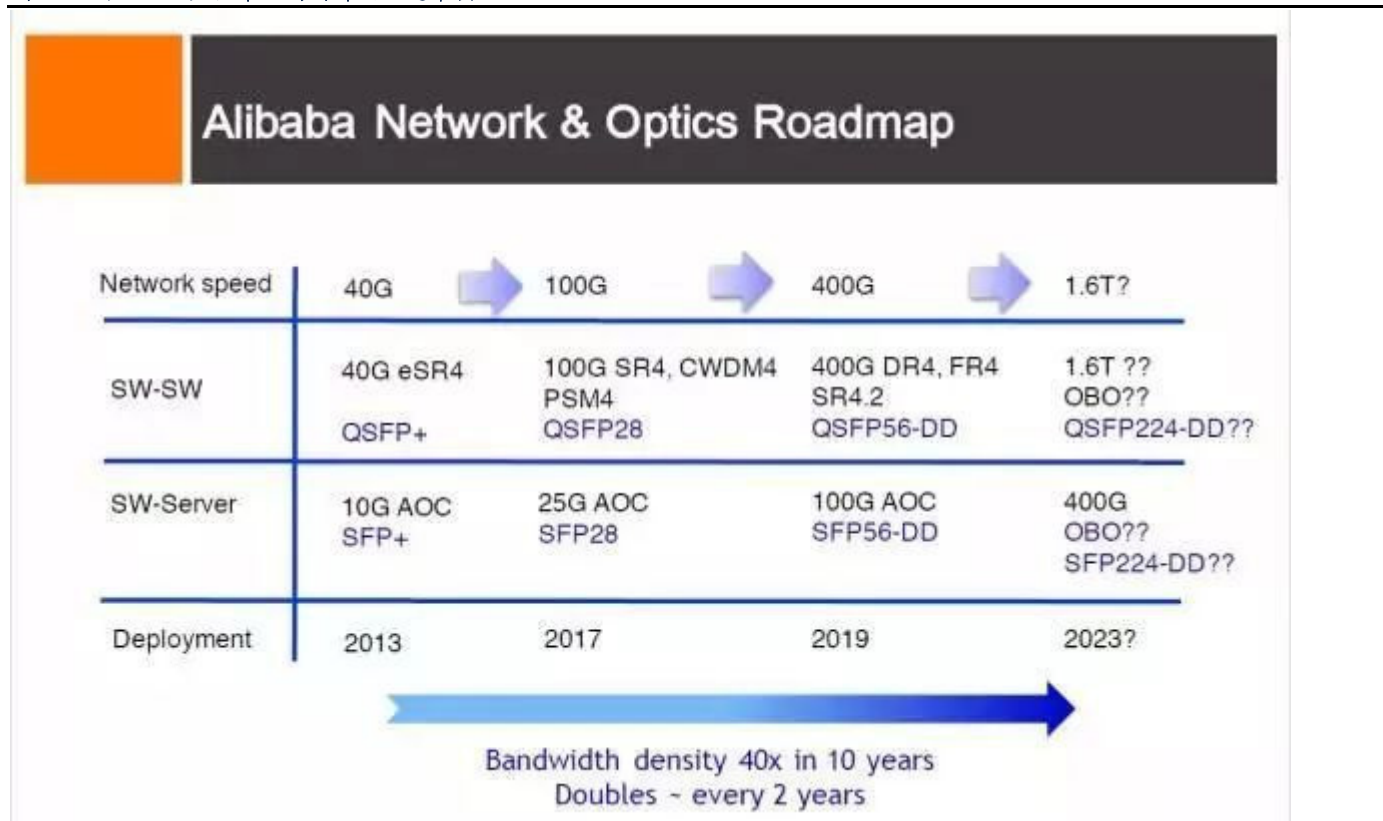 Alibaba Network & Optics Roadmap
Network speed 40G 100G 400G 1.6T?
SW-SW
40G eSR4
QSFP+
100G SR4, CWDM4
PSM4
QSFP28
400G DR4, FR4
SR4.2
QSFP56-DD
1.6T ??
OBO??
QSFP224-DD??
SW-Server
10G AOC
SFP+
25G AOC
SFP28
100G AOC
SFP56-DD
400G
OBO??
SFP224-DD??
Deployment 2013 2017 2019 2023?
Bandwidth density 40x in 10 years
Doubles ~ every 2 years